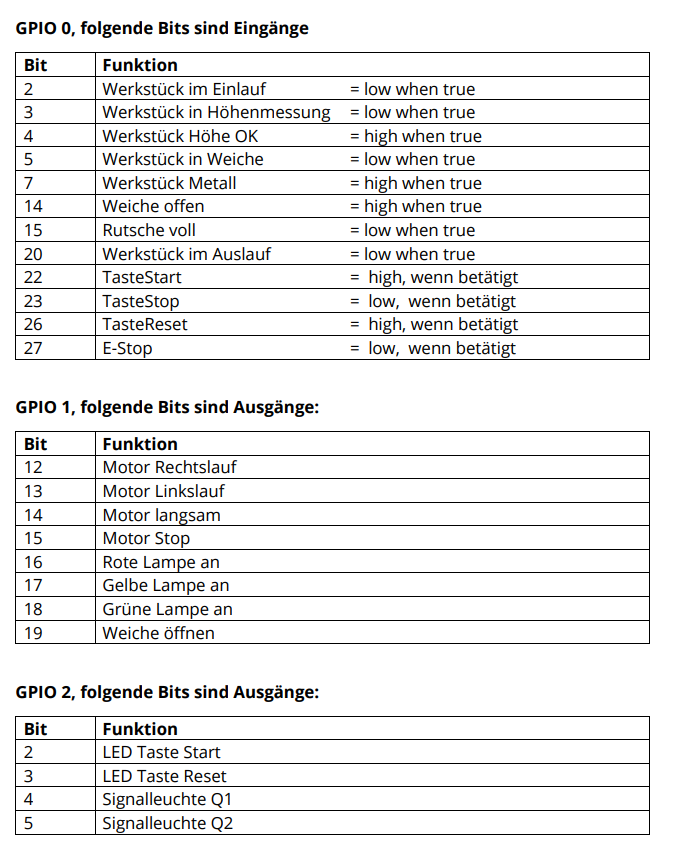 GPIO 0, folgende Bits sind Eingänge
Bit Funktion
2 Werkstück im Einlauf = low when true
3 Werkstück in Höhenmessung = low when true
4 Werkstück Höhe OK = high when true
5 Werkstück in Weiche = low when true
7 Werkstück Metall = high when true
14 Weiche offen = high when true
15 Rutsche voll = low when true
20 Werkstück im Auslauf = low when true
22 TasteStart = high, wenn betätigt
23 TasteStop = low, wenn betätigt
26 TasteReset = high, wenn betätigt
27 E-Stop = low, wenn betätigt
GPIO 1, folgende Bits sind Ausgänge:
Bit Funktion
12 Motor Rechtslauf
13 Motor Linkslauf
14 Motor langsam
15 Motor Stop
16 Rote Lampe an
17 Gelbe Lampe an
18 Grüne Lampe an
19 Weiche öffnen
GPIO 2, folgende Bits sind Ausgänge:
Bit Funktion
2 LED Taste Start
3 LED Taste Reset
4 Signalleuchte Q1
5 Signalleuchte Q2